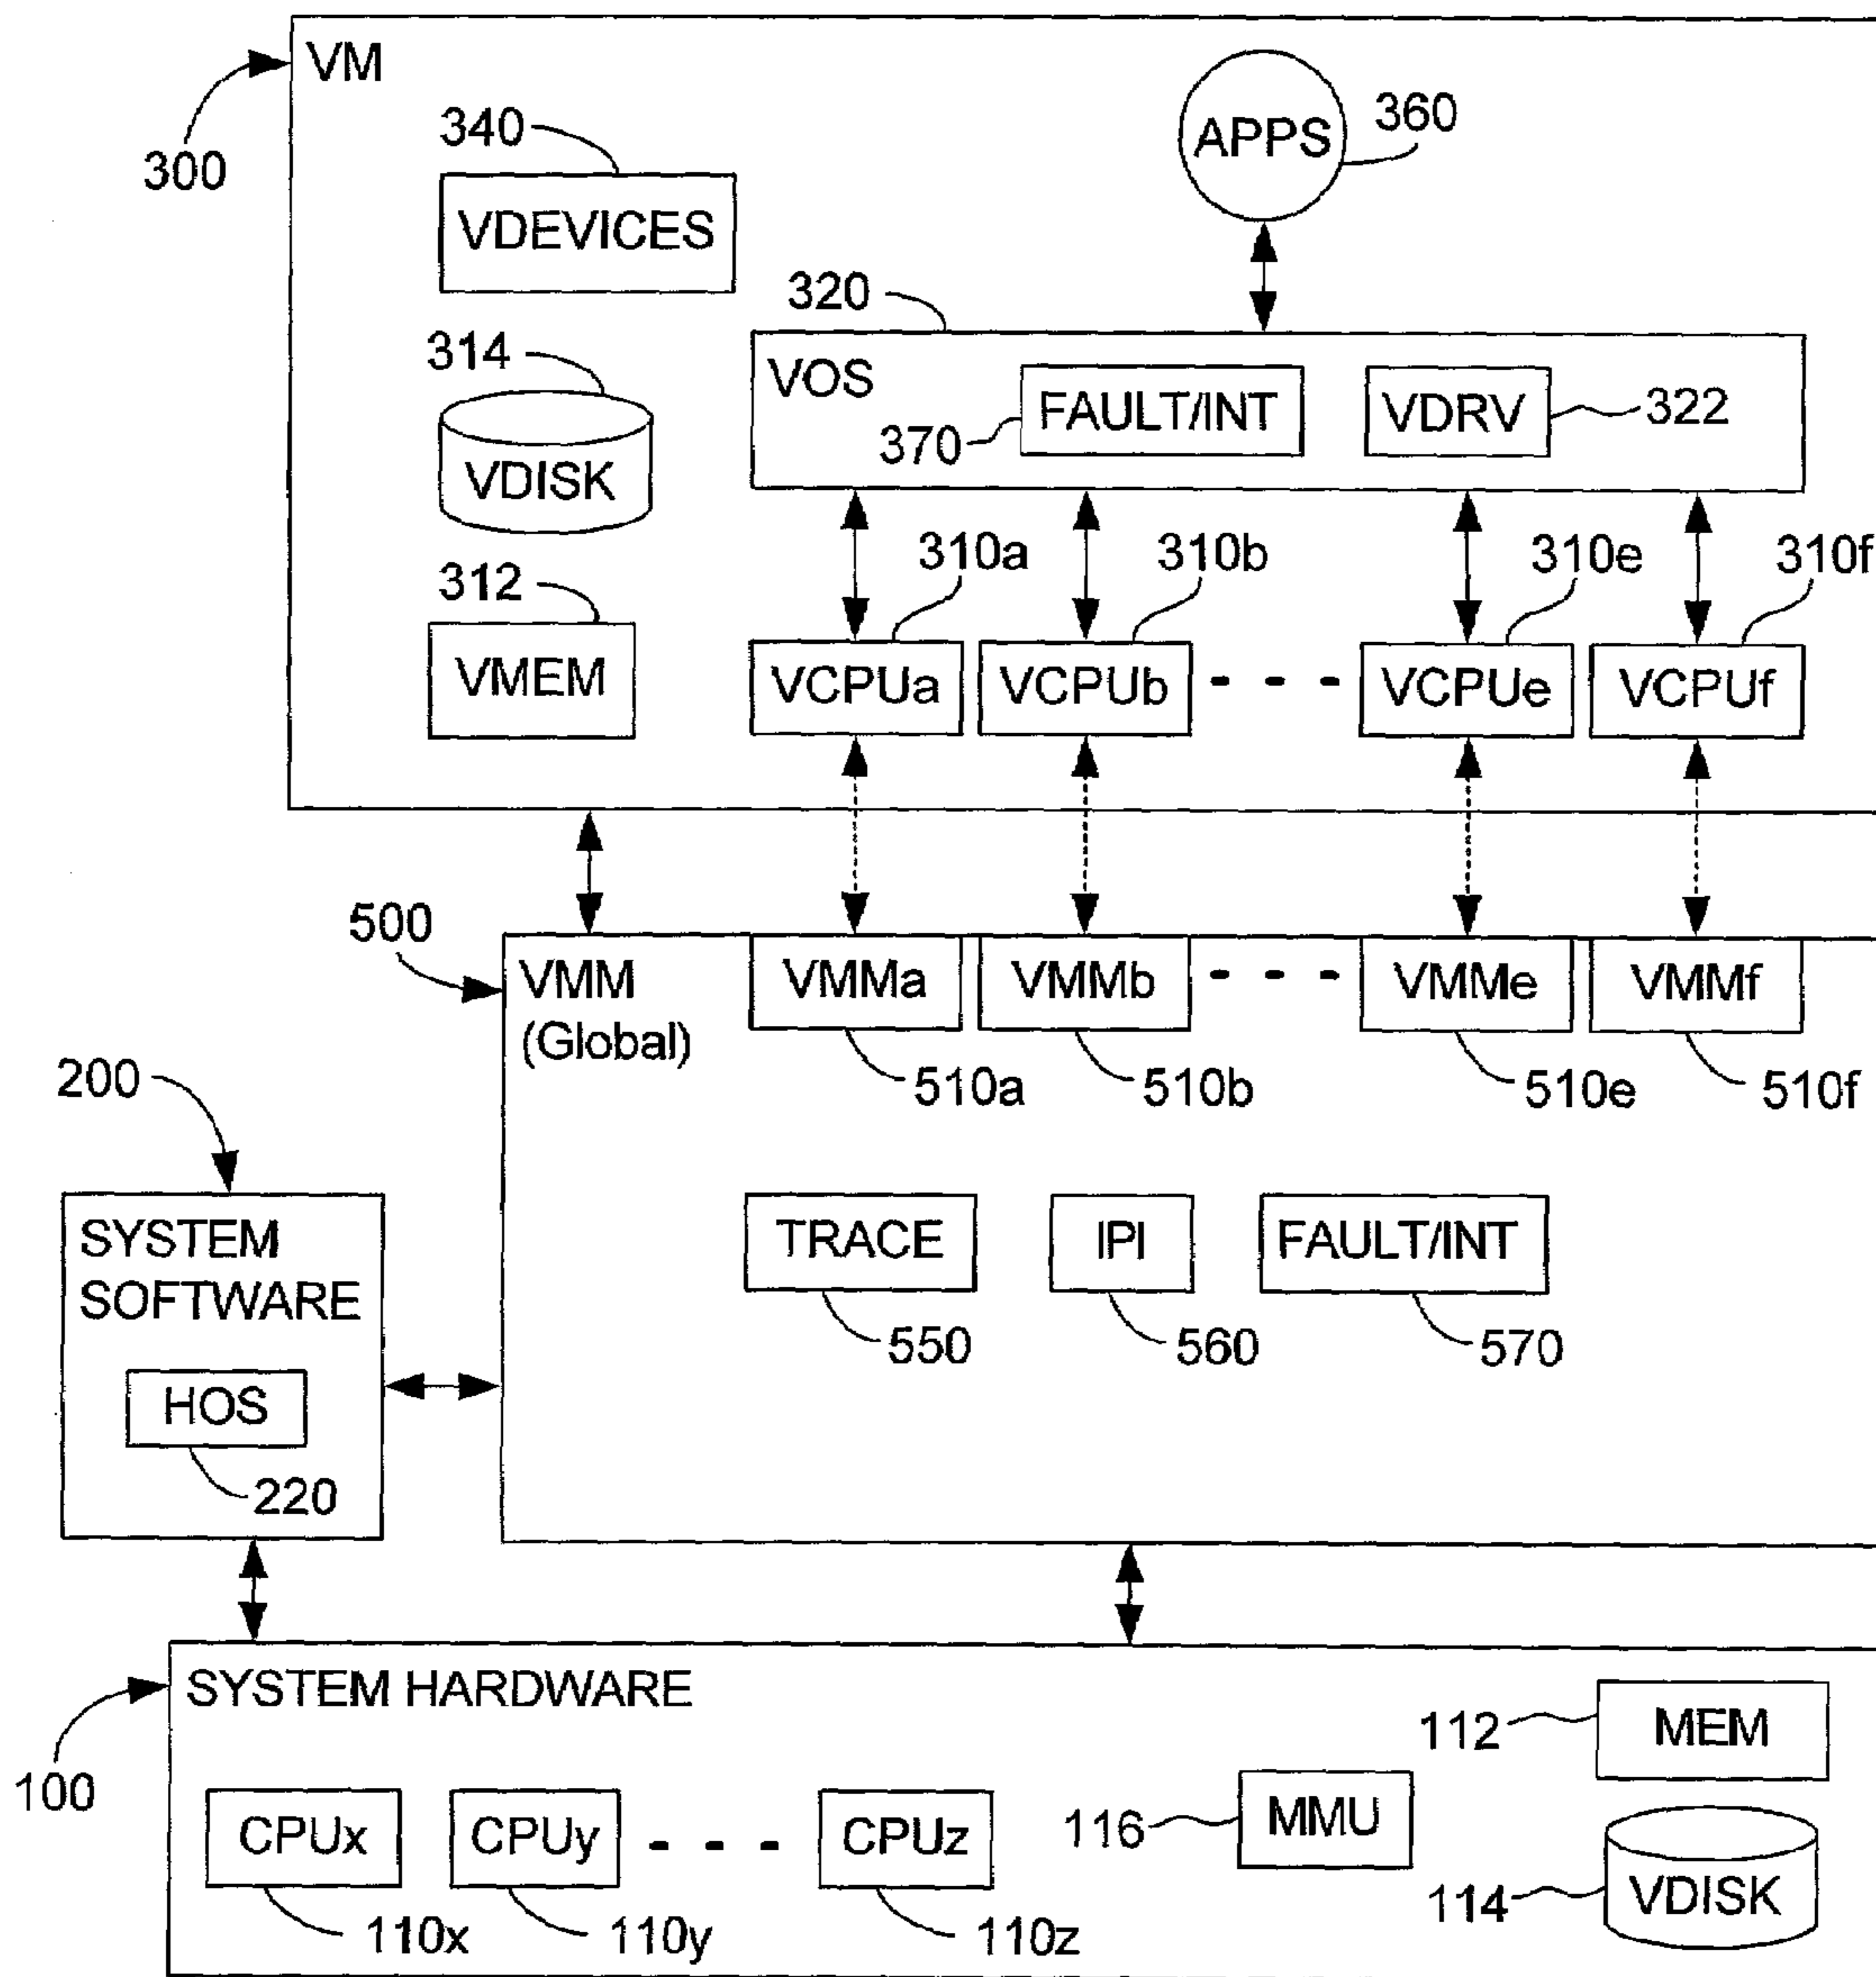 VM
300
340
VDEVICES
APPS
360
320
314
VDISK
VOS
FAULT/INT
370
VDRV
322
312
VMEM
310a
310b
310e
310f
VCPUa
VCPUb
- - -
VCPUe
VCPUf
500
VMM
(Global)
VMMa
VMMb
- - -
VMMe
VMMf
510a
510b
510e
510f
200
SYSTEM
SOFTWARE
HOS
220
TRACE
IPI
FAULT/INT
550
560
570
SYSTEM HARDWARE
100
112
MEM
CPUx
CPUy
- - -
CPUz
116
MMU
114
VDISK
110x
110y
110z